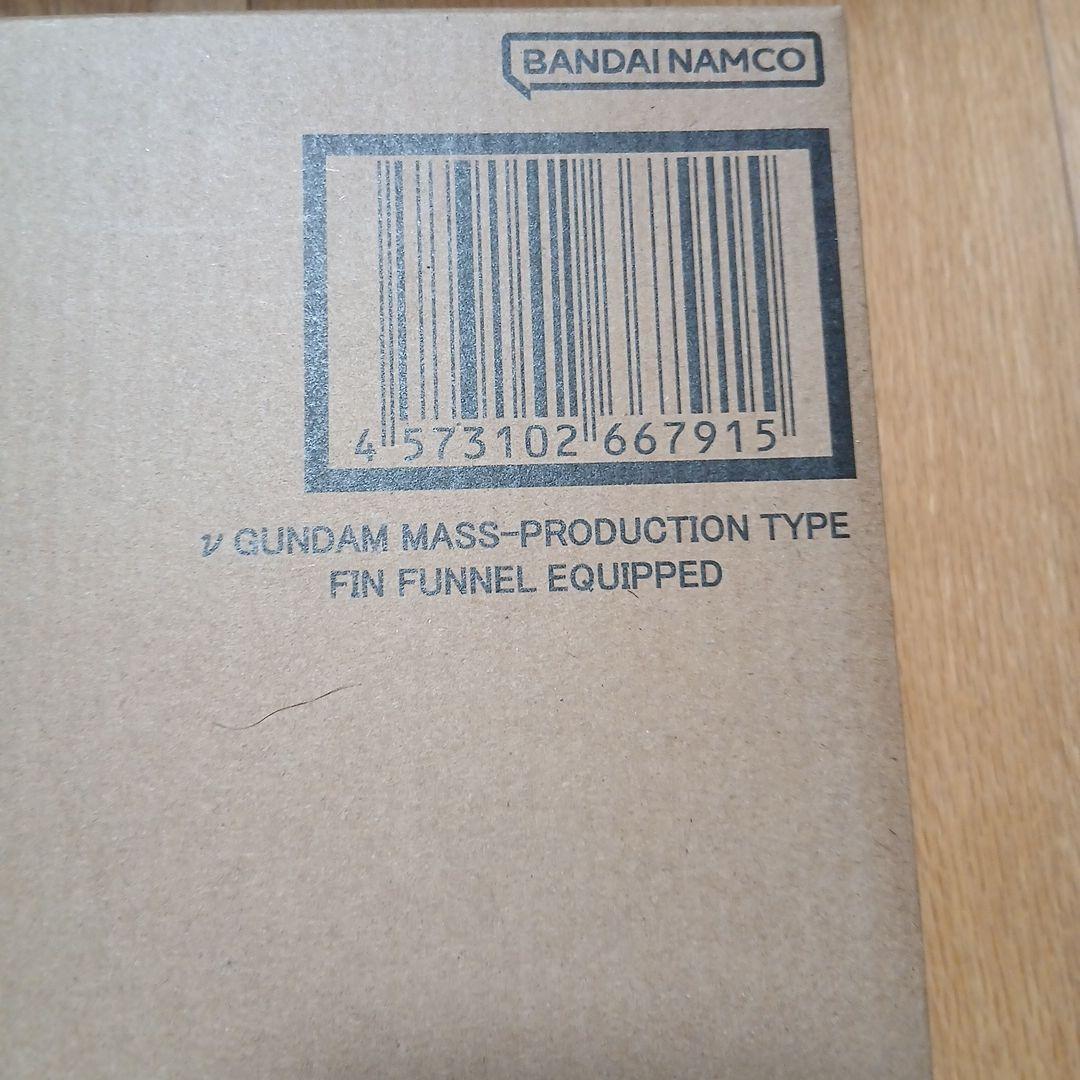 BANDAI NAMCO
4 573102 667915
ν GUNDAM MASS-PRODUCTION TYPE
FIN FUNNEL EQUIPPED